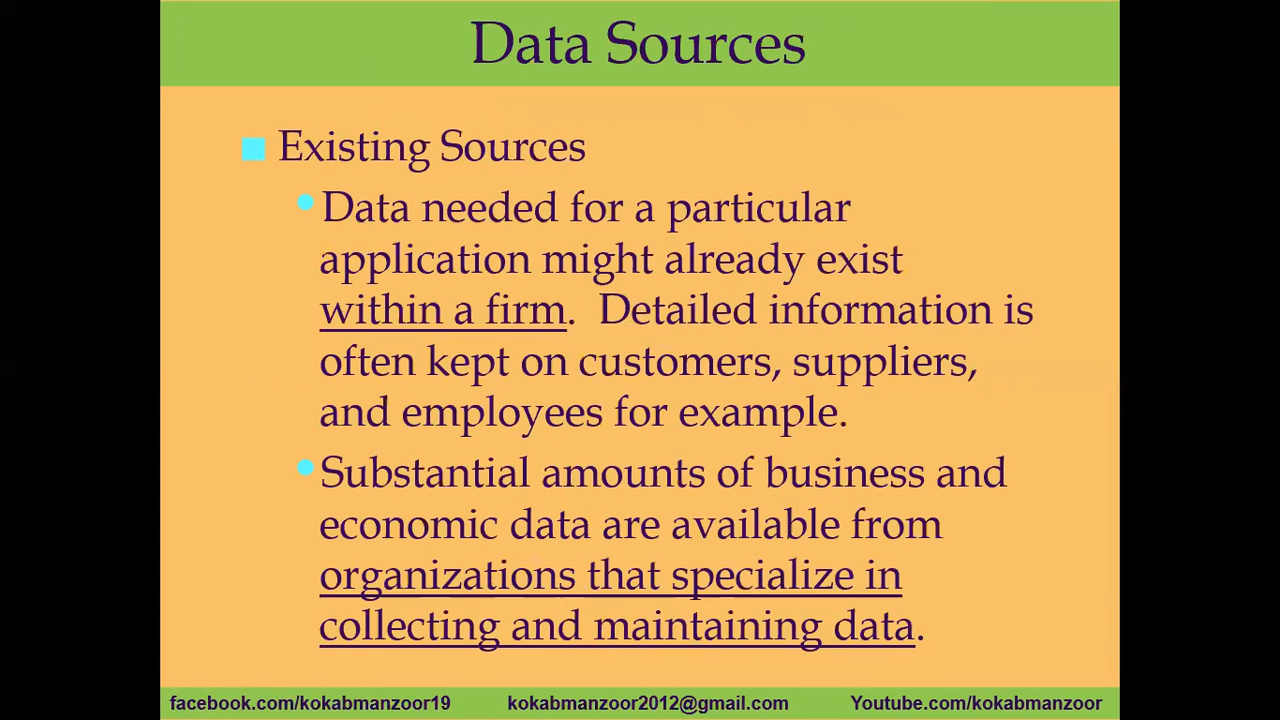 Data Sources
Existing Sources
Data needed for a particular
application might already exist
within a firm. Detailed information is
often kept on customers, suppliers,
and employees for example.
Substantial amounts of business and
economic data are available from
organizations that specialize in
collecting and maintaining data.
facebook.com/kokabmanzoor19 kokabmanzoor2012@gmail.com Youtube.com/kokabmanzoor